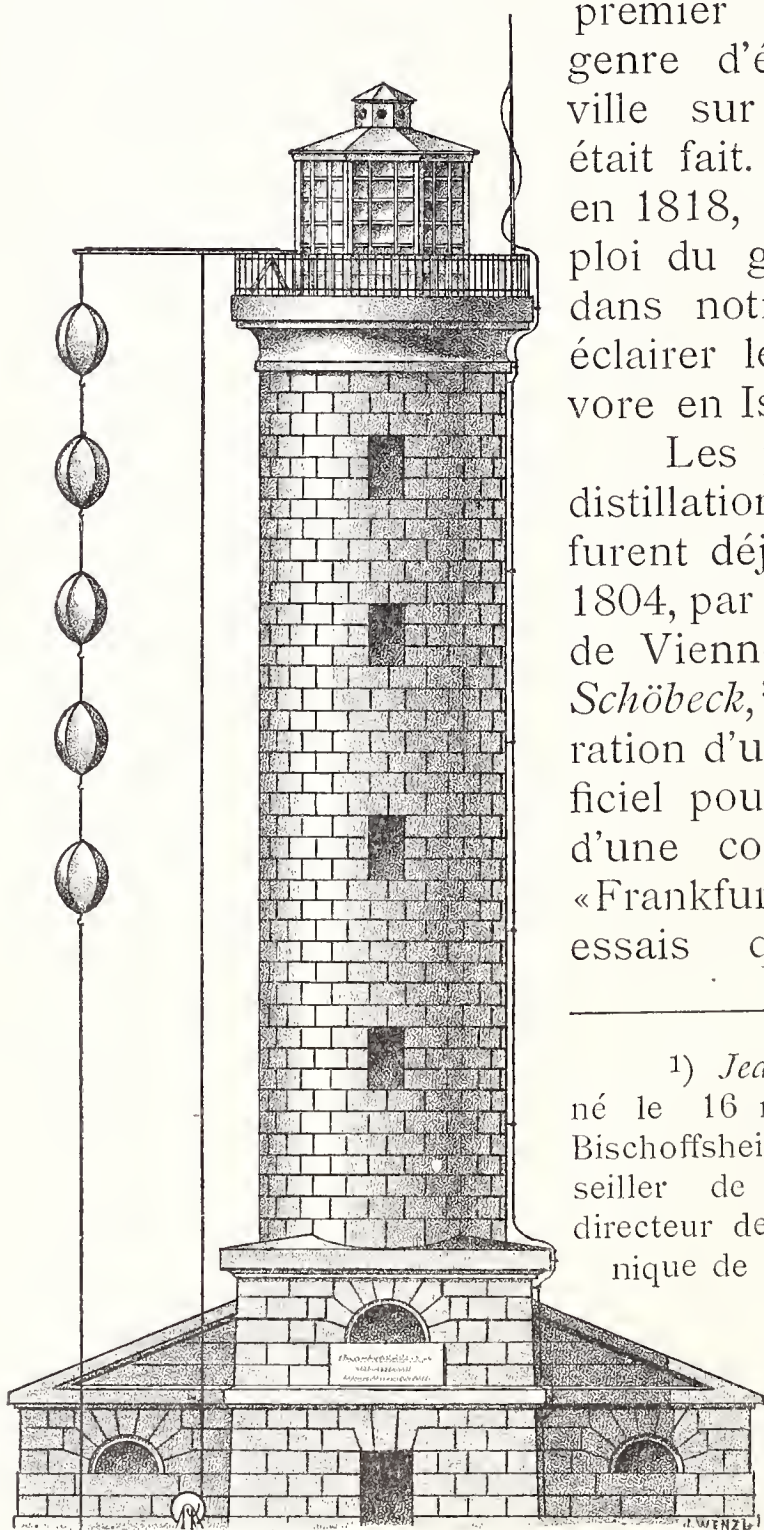 premier
genre d'é
ville sur
était fait.
en 1818,
ploi du g
dans notr
éclairer le
vore en Is
Les
distillation
furent déj
1804, par
de Vienn
Schöbeck,
ration d'u
ficiel pou
d'une co
«Frankfur
essais q
1) Jea
né le 16 n
Bischoffshei
seiller de
directeur de
nique de
J. WENZL